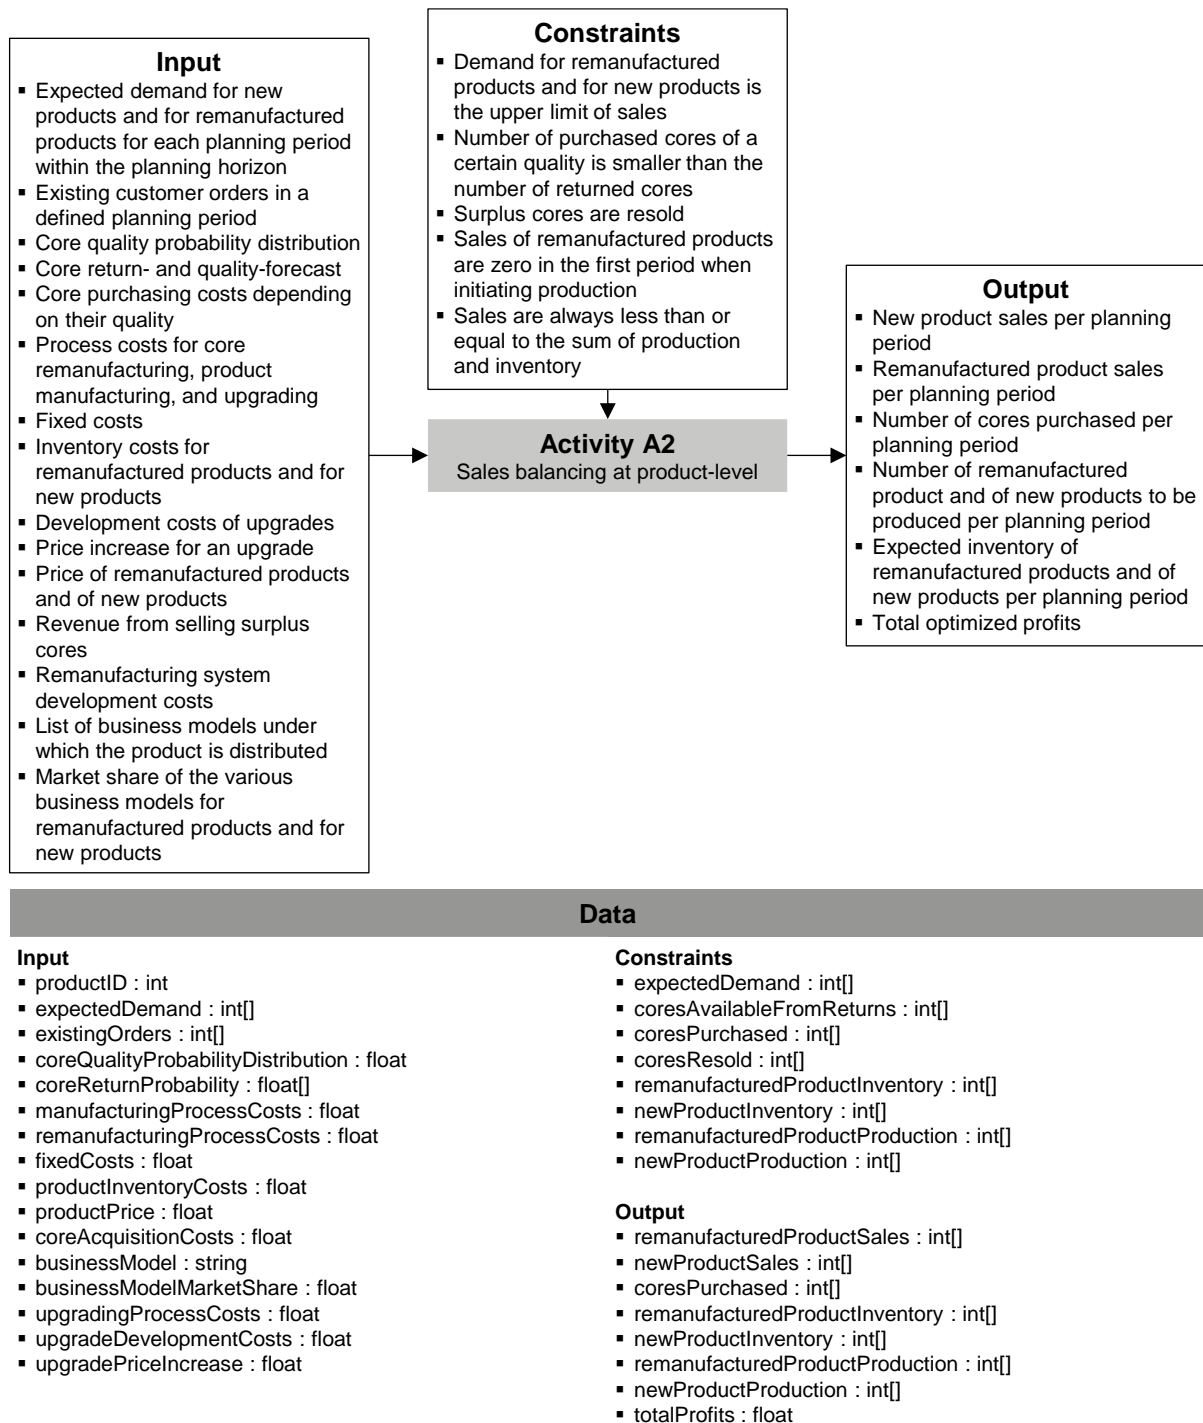 Input
▪ Expected demand for new
products and for remanufactured
products for each planning period
within the planning horizon
▪ Existing customer orders in a
defined planning period
▪ Core quality probability distribution
▪ Core return- and quality-forecast
▪ Core purchasing costs depending
on their quality
▪ Process costs for core
remanufacturing, product
manufacturing, and upgrading
▪ Fixed costs
▪ Inventory costs for
remanufactured products and for
new products
▪ Development costs of upgrades
▪ Price increase for an upgrade
▪ Price of remanufactured products
and of new products
▪ Revenue from selling surplus
cores
▪ Remanufacturing system
development costs
▪ List of business models under
which the product is distributed
▪ Market share of the various
business models for
remanufactured products and for
new products
Constraints
▪ Demand for remanufactured
products and for new products is
the upper limit of sales
▪ Number of purchased cores of a
certain quality is smaller than the
number of returned cores
▪ Surplus cores are resold
▪ Sales of remanufactured products
are zero in the first period when
initiating production
▪ Sales are always less than or
equal to the sum of production
and inventory
Activity A2
Sales balancing at product-level
Output
▪ New product sales per planning
period
▪ Remanufactured product sales
per planning period
▪ Number of cores purchased per
planning period
▪ Number of remanufactured
product and of new products to be
produced per planning period
▪ Expected inventory of
remanufactured products and of
new products per planning period
▪ Total optimized profits
Data
Input
▪ productID : int
▪ expectedDemand : int[]
▪ existingOrders : int[]
▪ coreQualityProbabilityDistribution : float
▪ coreReturnProbability : float[]
▪ manufacturingProcessCosts : float
▪ remanufacturingProcessCosts : float
▪ fixedCosts : float
▪ productInventoryCosts : float
▪ productPrice : float
▪ coreAcquisitionCosts : float
▪ businessModel : string
▪ businessModelMarketShare : float
▪ upgradingProcessCosts : float
▪ upgradeDevelopmentCosts : float
▪ upgradePriceIncrease : float
Constraints
▪ expectedDemand : int[]
▪ coresAvailableFromReturns : int[]
▪ coresPurchased : int[]
▪ coresResold : int[]
▪ remanufacturedProductInventory : int[]
▪ newProductInventory : int[]
▪ remanufacturedProductProduction : int[]
▪ newProductProduction : int[]
Output
▪ remanufacturedProductSales : int[]
▪ newProductSales : int[]
▪ coresPurchased : int[]
▪ remanufacturedProductInventory : int[]
▪ newProductInventory : int[]
▪ remanufacturedProductProduction : int[]
▪ newProductProduction : int[]
▪ totalProfits : float